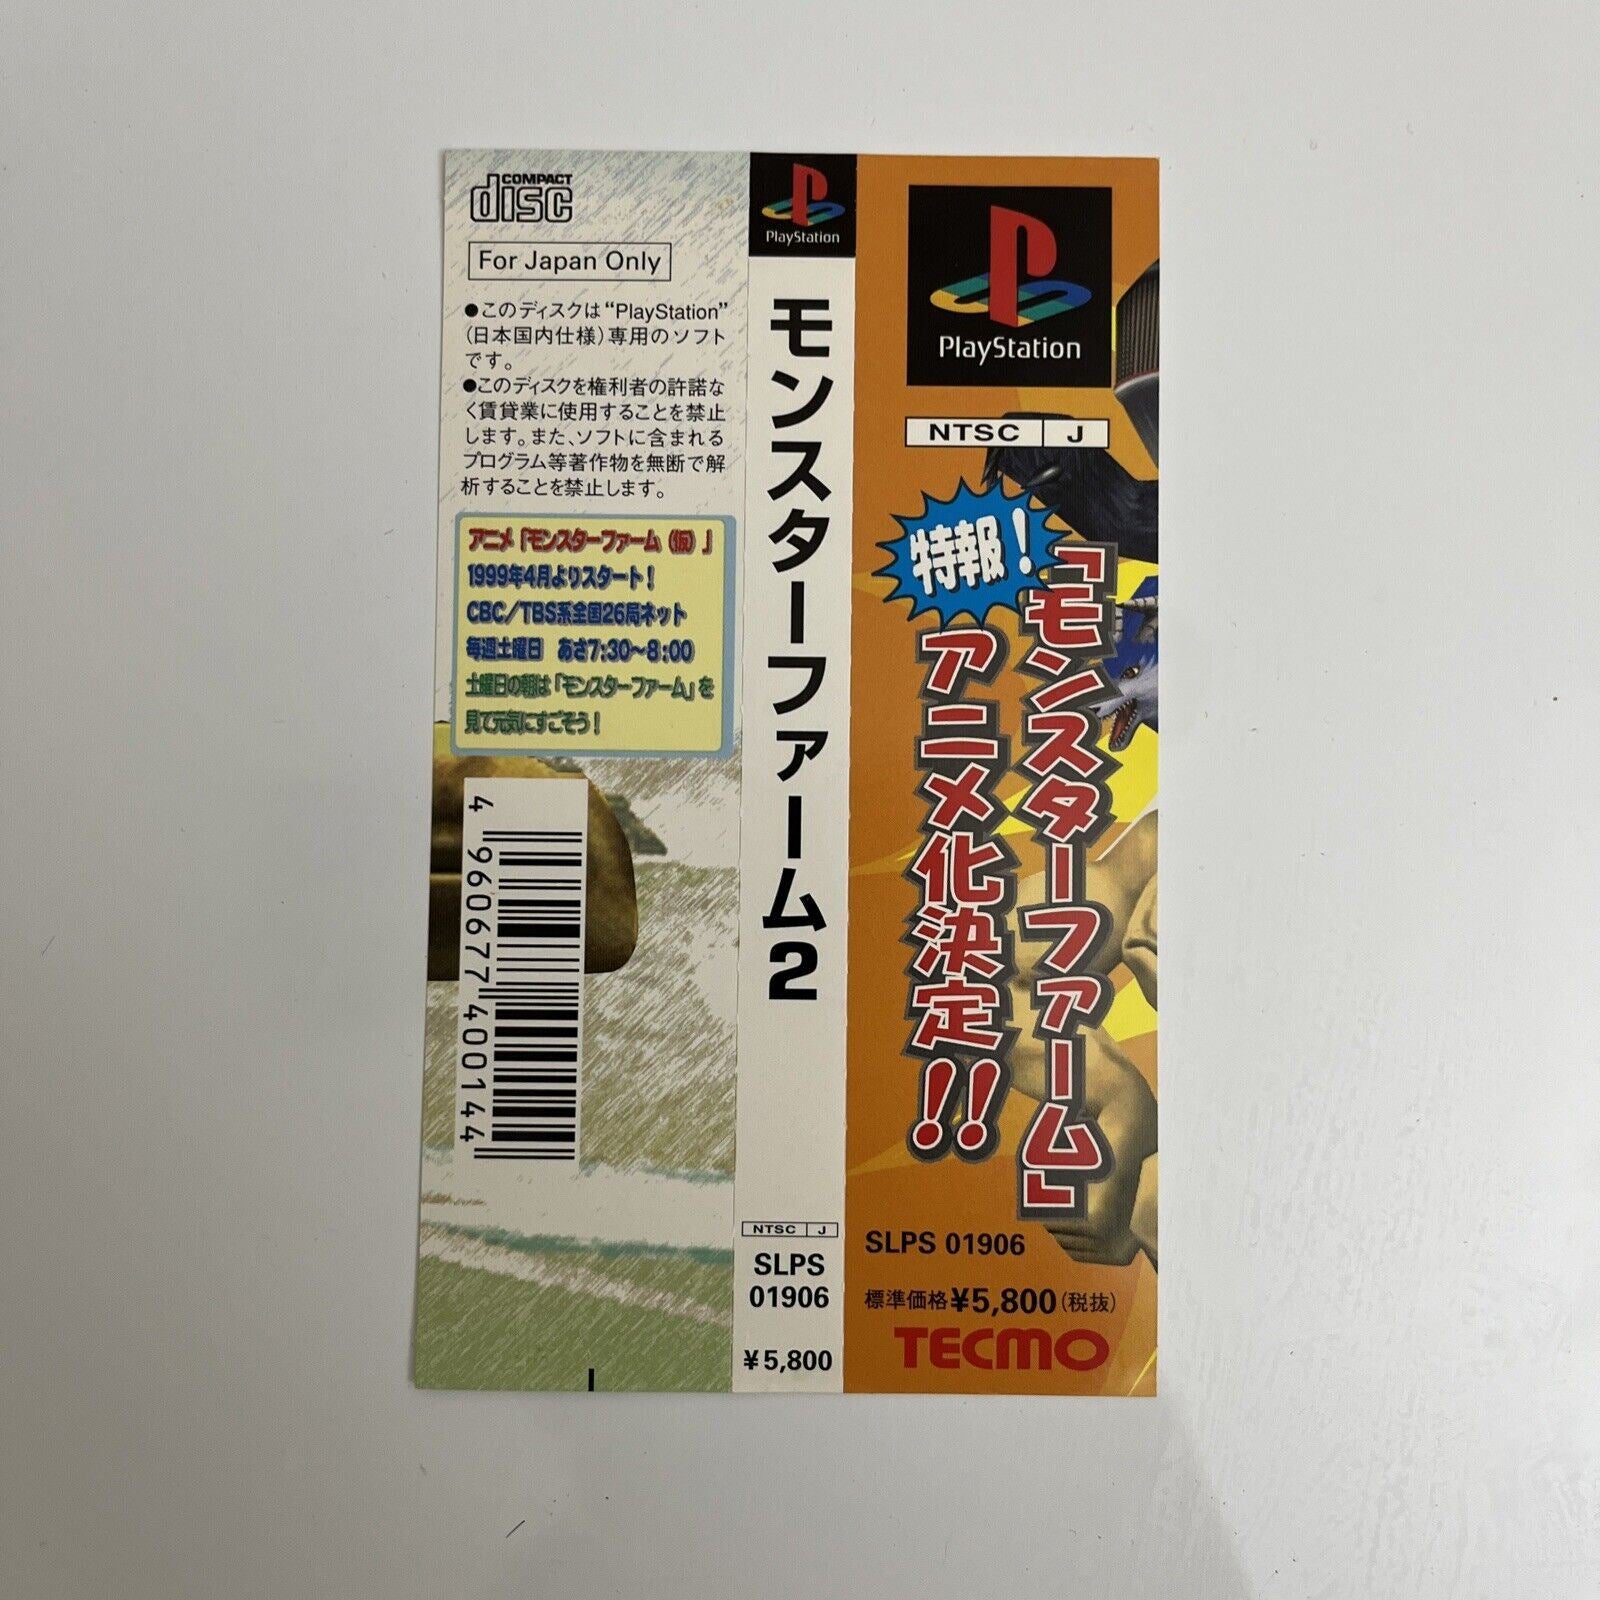 COMPACT
disc
For Japan Only
●このディスクは“PlayStation”
(日本国内仕様)専用のソフト
です。
●このディスクを権利者の許諾な
く賃貸業に使用することを禁止
します。また、ソフトに含まれる
プログラム等著作物を無断で解
析することを禁止します。
アニメ「モンスターファーム(仮)」
1999年4月よりスタート!
CBC/TBS系全国26局ネット
毎週土曜日 あさ7:30〜8:00
土曜日の朝は「モンスターファーム」を
見て元気にすごそう!
4 960677 400144
PlayStation
モンスターファーム2
NTSC J
SLPS
01906
¥5,800
PlayStation
NTSC J
特報!
「モンスターファーム」
アニメ化決定!!
SLPS 01906
標準価格¥5,800(税抜)
TECMO